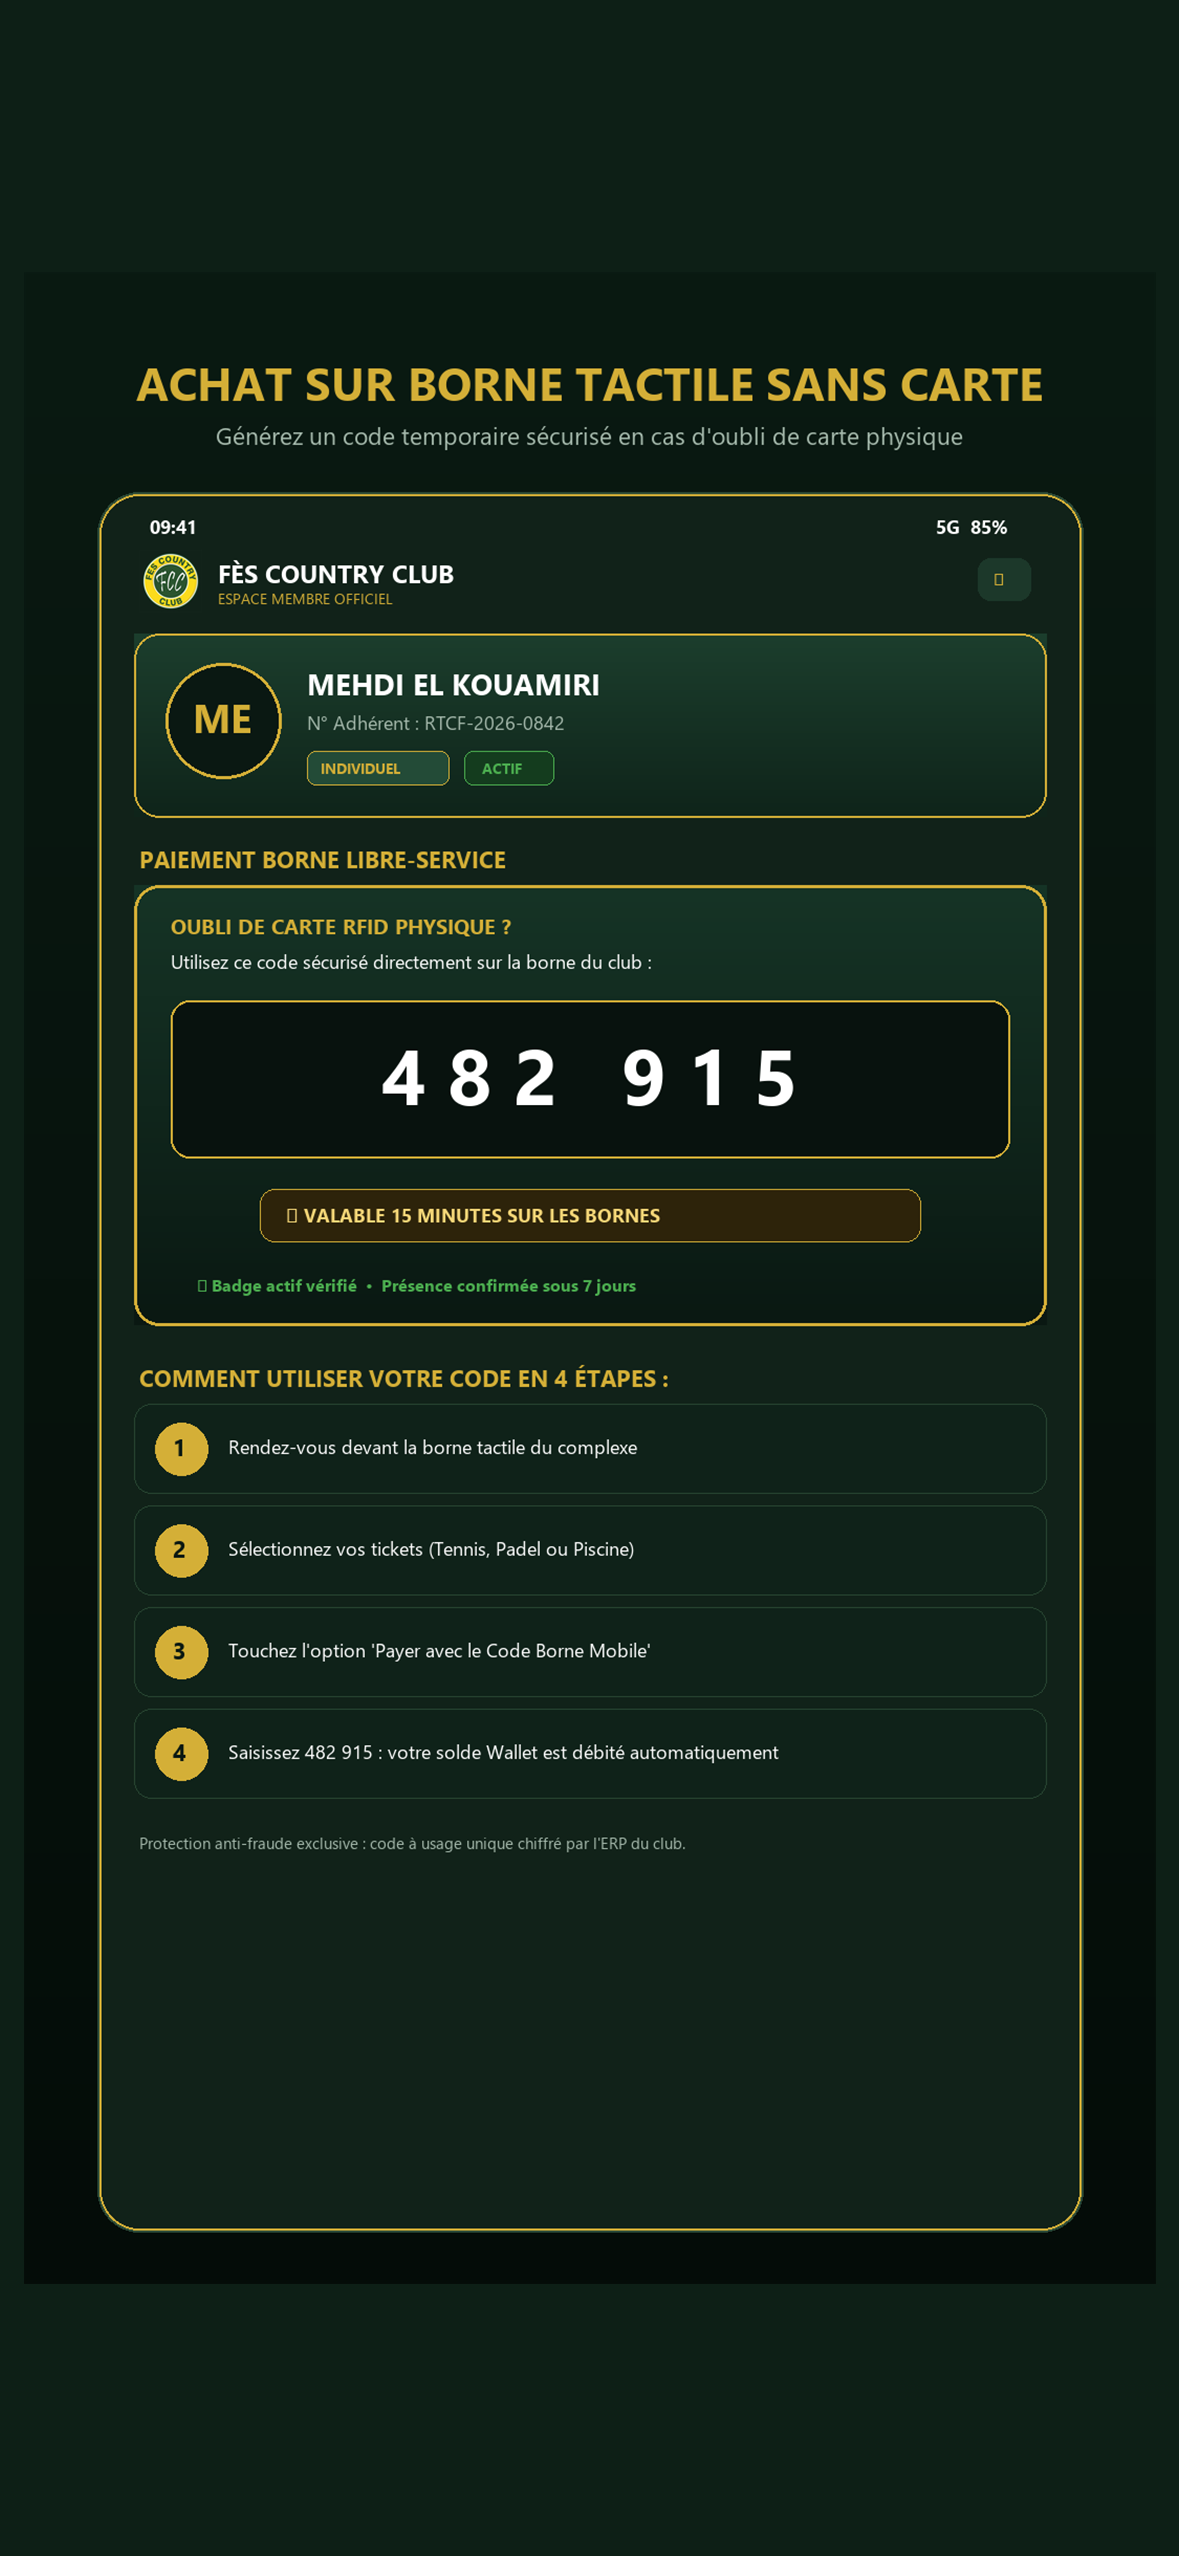 ACHAT SUR BORNE TACTILE SANS CARTE
Générez un code temporaire sécurisé en cas d'oubli de carte physique
09:41
5G 85%
FÈS COUNTRY CLUB
FCC
FÈS COUNTRY CLUB
ESPACE MEMBRE OFFICIEL
ME
MEHDI EL KOUAMIRI
N° Adhérent : RTCF-2026-0842
INDIVIDUEL
ACTIF
PAIEMENT BORNE LIBRE-SERVICE
OUBLI DE CARTE RFID PHYSIQUE ?
Utilisez ce code sécurisé directement sur la borne du club :
482 915
VALABLE 15 MINUTES SUR LES BORNES
Badge actif vérifié • Présence confirmée sous 7 jours
COMMENT UTILISER VOTRE CODE EN 4 ÉTAPES :
1 Rendez-vous devant la borne tactile du complexe
2 Sélectionnez vos tickets (Tennis, Padel ou Piscine)
3 Touchez l'option 'Payer avec le Code Borne Mobile'
4 Saisissez 482 915 : votre solde Wallet est débité automatiquement
Protection anti-fraude exclusive : code à usage unique chiffré par l'ERP du club.